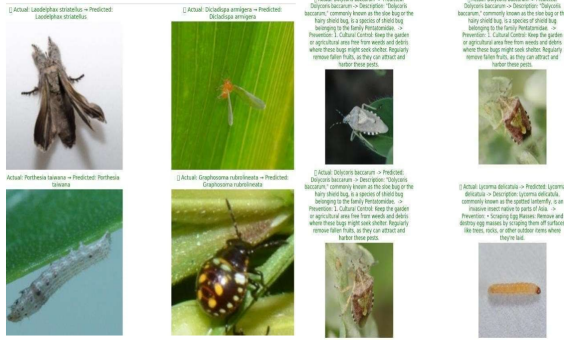 Actual: Laodelphax striatellus → Predicted:
Laodelphax striatellus
Actual: Dicladispa armigera → Predicted:
Dicladispa armigera
Dolycoris baccarum -> Description: "Dolycoris
baccarum," commonly known as the sloe bug or the
hairy shield bug, is a species of shield bug
belonging to the family Pentatomidae. ->
Prevention: 1. Cultural Control: Keep the garden
or agricultural area free from weeds and debris
where these bugs might seek shelter. Regularly
remove fallen fruits, as they can attract and
harbor these pests.
Dolycoris baccarum -> Description: "Dolycoris
baccarum," commonly known as the sloe bug or the
hairy shield bug, is a species of shield bug
belonging to the family Pentatomidae. ->
Prevention: 1. Cultural Control: Keep the garden
or agricultural area free from weeds and debris
where these bugs might seek shelter. Regularly
remove fallen fruits, as they can attract and
harbor these pests.
Actual: Porthesia taiwana → Predicted: Porthesia
taiwana
Actual: Graphosoma rubrolineata → Predicted:
Graphosoma rubrolineata
Actual: Dolycoris baccarum -> Predicted:
Dolycoris baccarum -> Description: "Dolycoris
baccarum," commonly known as the sloe bug or the
hairy shield bug, is a species of shield bug
belonging to the family Pentatomidae. ->
Prevention: 1. Cultural Control: Keep the garden
or agricultural area free from weeds and debris
where these bugs might seek shelter. Regularly
remove fallen fruits, as they can attract and
harbor these pests.
Actual: Lycorma delicatula -> Predicted: Lycorma
delicatula -> Description: Lycorma delicatula,
commonly known as the spotted lanternfly, is an
invasive insect native to parts of Asia. ->
Prevention: • Scraping Egg Masses: Remove and
destroy egg masses by scraping them off surfaces
like trees, rocks, or other outdoor items where
they're laid.